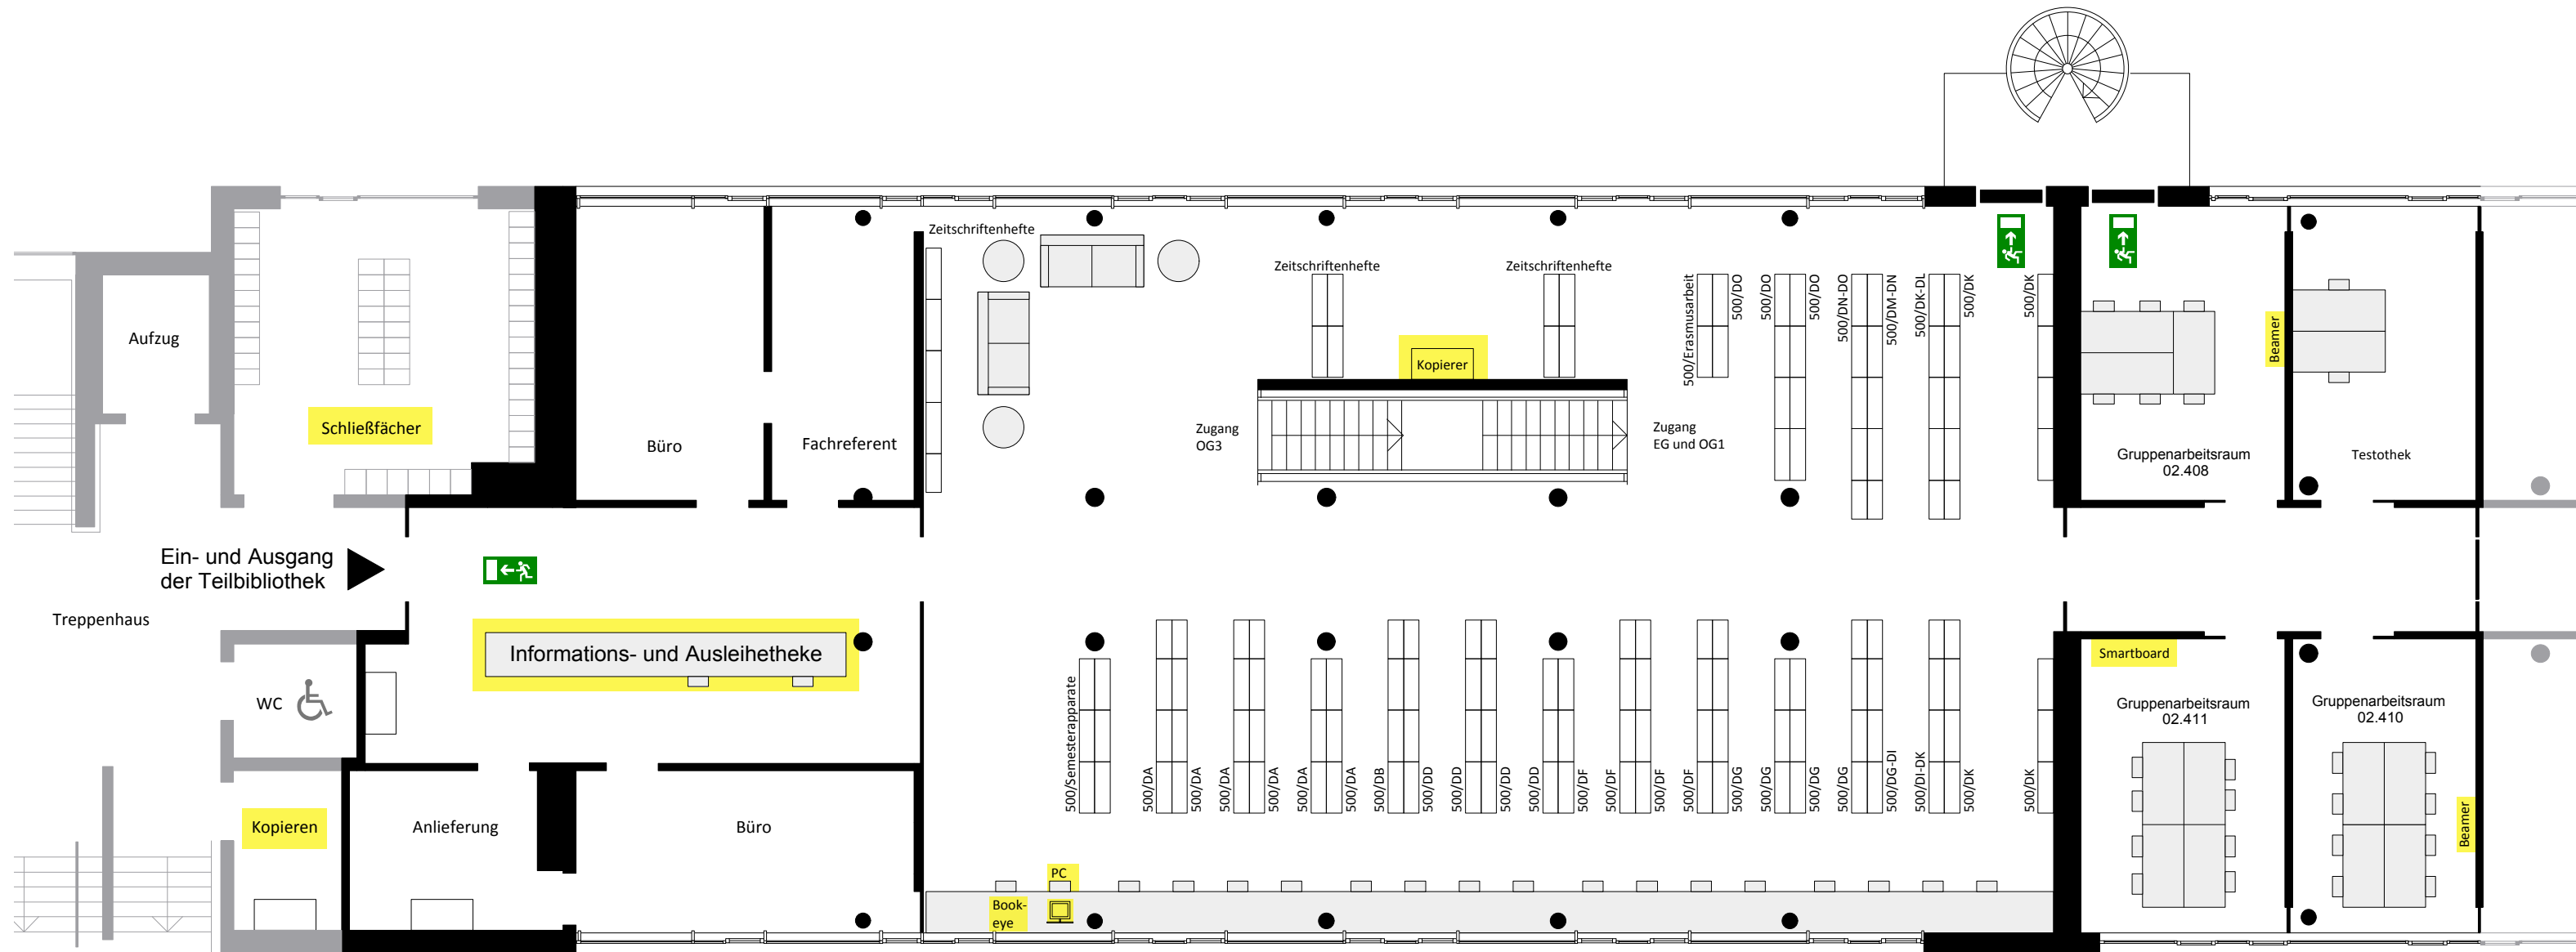 Zeitschriftenhefte
Zeitschriftenhefte
Zeitschriftenhefte
500/Erasmusarbeit
500/DO
500/DO
500/DO
500/DN-DO
500/DM-DN
500/DK-DL
500/DK
500/DK
Aufzug
Schließfächer
Büro
Fachreferent
Kopierer
Zugang
OG3
Zugang
EG und OG1
Beamer
Gruppenarbeitsraum
02.408
Testothek
Ein- und Ausgang
der Teilbibliothek
Treppenhaus
Informations- und Ausleihetheke
WC
Smartboard
Gruppenarbeitsraum
02.411
Gruppenarbeitsraum
02.410
500/Semesterapparate
500/DA
500/DA
500/DA
500/DA
500/DA
500/DA
500/DB
500/DD
500/DD
500/DD
500/DD
500/DF
500/DF
500/DF
500/DF
500/DG
500/DG
500/DG
500/DG
500/DG-DI
500/DI-DK
500/DK
500/DK
Kopieren
Anlieferung
Büro
Beamer
PC
Book-
eye